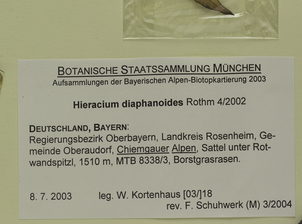 BOTANISCHE STAATSSAMMLUNG MÜNCHEN
Aufsammlungen der Bayerischen Alpen-Biotopkartierung 2003
Hieracium diaphanoides Rothm 4/2002
DEUTSCHLAND, BAYERN:
Regierungsbezirk Oberbayern, Landkreis Rosenheim, Ge-
meinde Oberaudorf, Chiemgauer Alpen, Sattel unter Rot-
wandspitzl, 1510 m, MTB 8338/3, Borstgrasrasen.
8. 7. 2003 leg. W. Kortenhaus [03/]18
rev. F. Schuhwerk (M) 3/2004